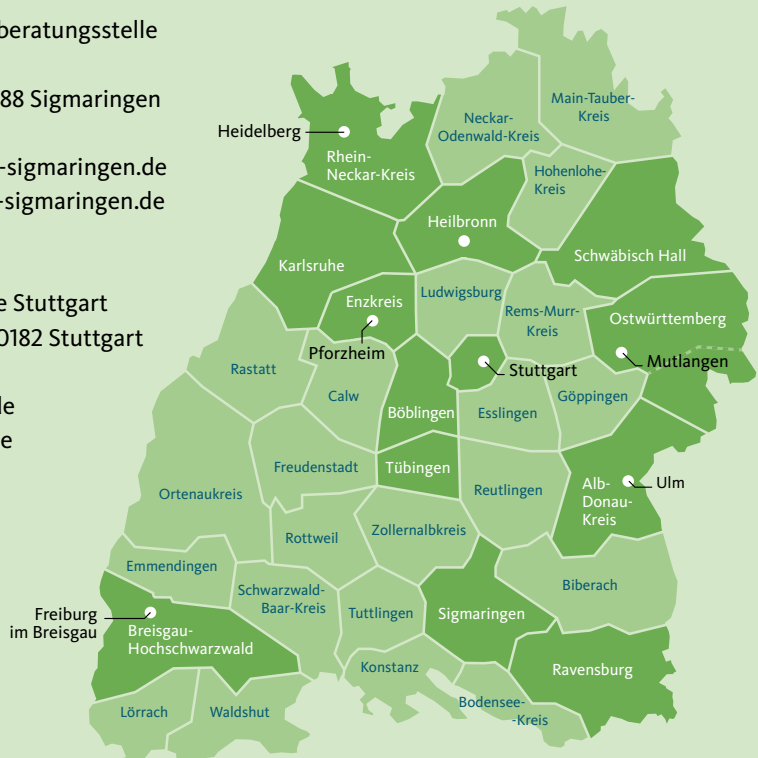 beratungsstelle
88 Sigmaringen
-sigmaringen.de
-sigmaringen.de
e Stuttgart
0182 Stuttgart
le
e
Main-Tauber-
Kreis
Neckar-
Odenwald-Kreis
Heidelberg
Rhein-
Neckar-Kreis
Hohenlohe-
Kreis
Heilbronn
Schwäbisch Hall
Karlsruhe
Ludwigsburg
Enzkreis
Rems-Murr-
Kreis
Ostwürttemberg
Pforzheim
Mutlangen
Stuttgart
Rastatt
Calw
Göppingen
Böblingen
Esslingen
Freudenstadt
Tübingen
Ortenaukreis
Reutlingen
Alb-
Donau-
Kreis
Ulm
Rottweil
Zollernalbkreis
Emmendingen
Biberach
Schwarzwald-
Baar-Kreis
Tuttlingen
Sigmaringen
Freiburg
im Breisgau
Breisgau-
Hochschwarzwald
Konstanz
Ravensburg
Lörrach
Waldshut
Bodensee-
-Kreis